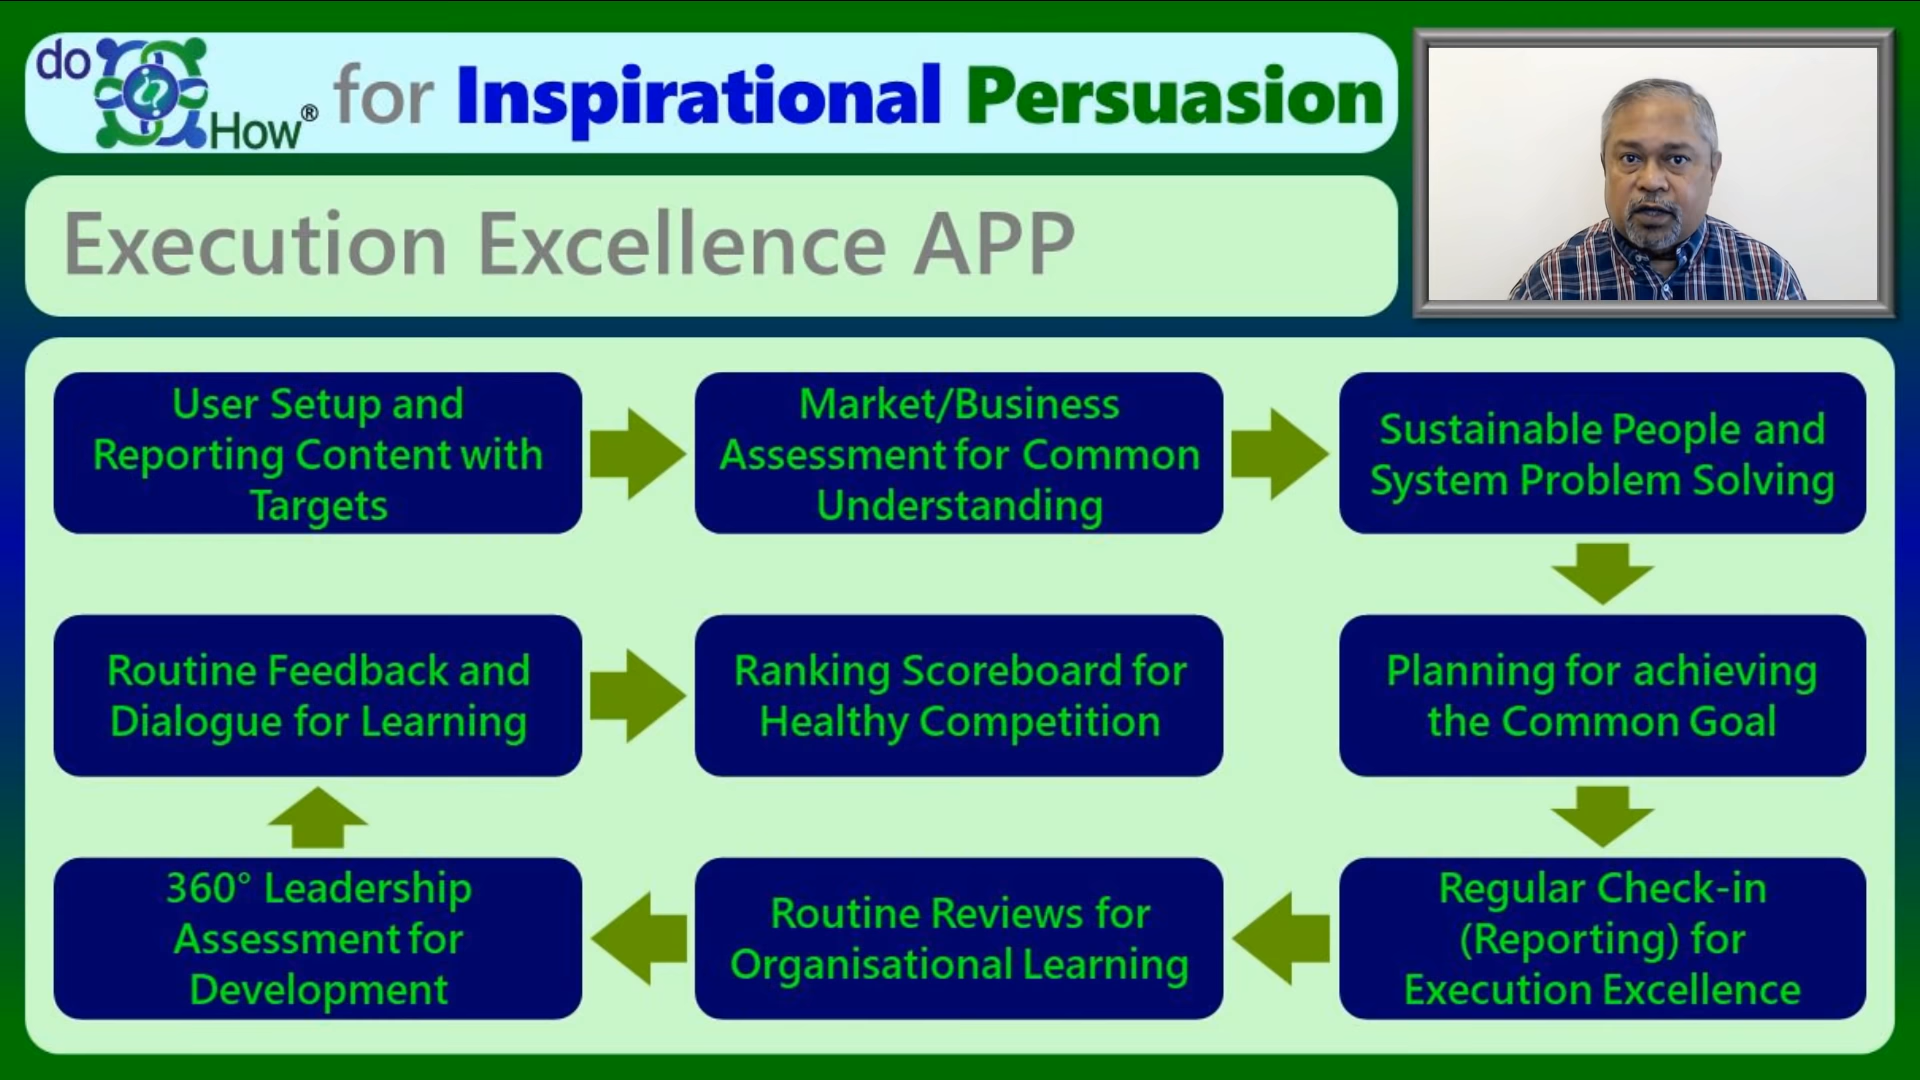 do How® for Inspirational Persuasion
Execution Excellence APP
User Setup and
Reporting Content with
Targets
Market/Business
Assessment for Common
Understanding
Sustainable People and
System Problem Solving
Routine Feedback and
Dialogue for Learning
Ranking Scoreboard for
Healthy Competition
Planning for achieving
the Common Goal
360° Leadership
Assessment for
Development
Routine Reviews for
Organisational Learning
Regular Check-in
(Reporting) for
Execution Excellence